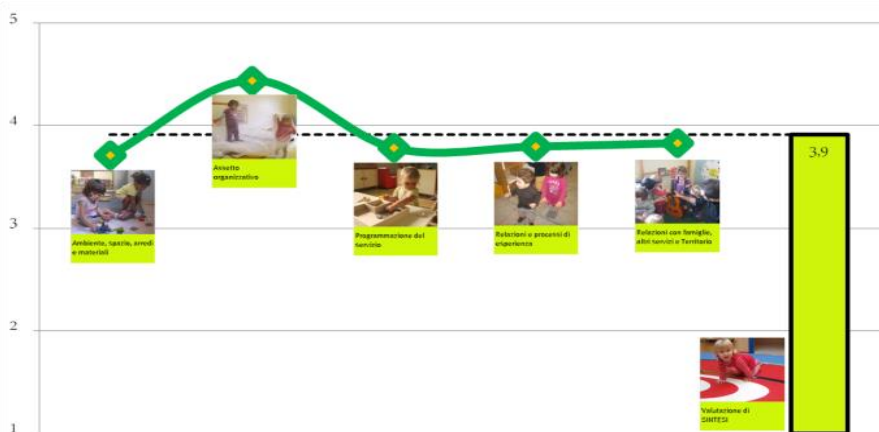 5
4
3.9
Assetto
organizzativo
3
Ambiente, spazio, arredi
e materiali
Programmazione del
servizio
Relazioni e processi di
esperienza
Relazioni con famiglie,
altri servizi e Territorio
2
Valutazione di
SINTESI
1